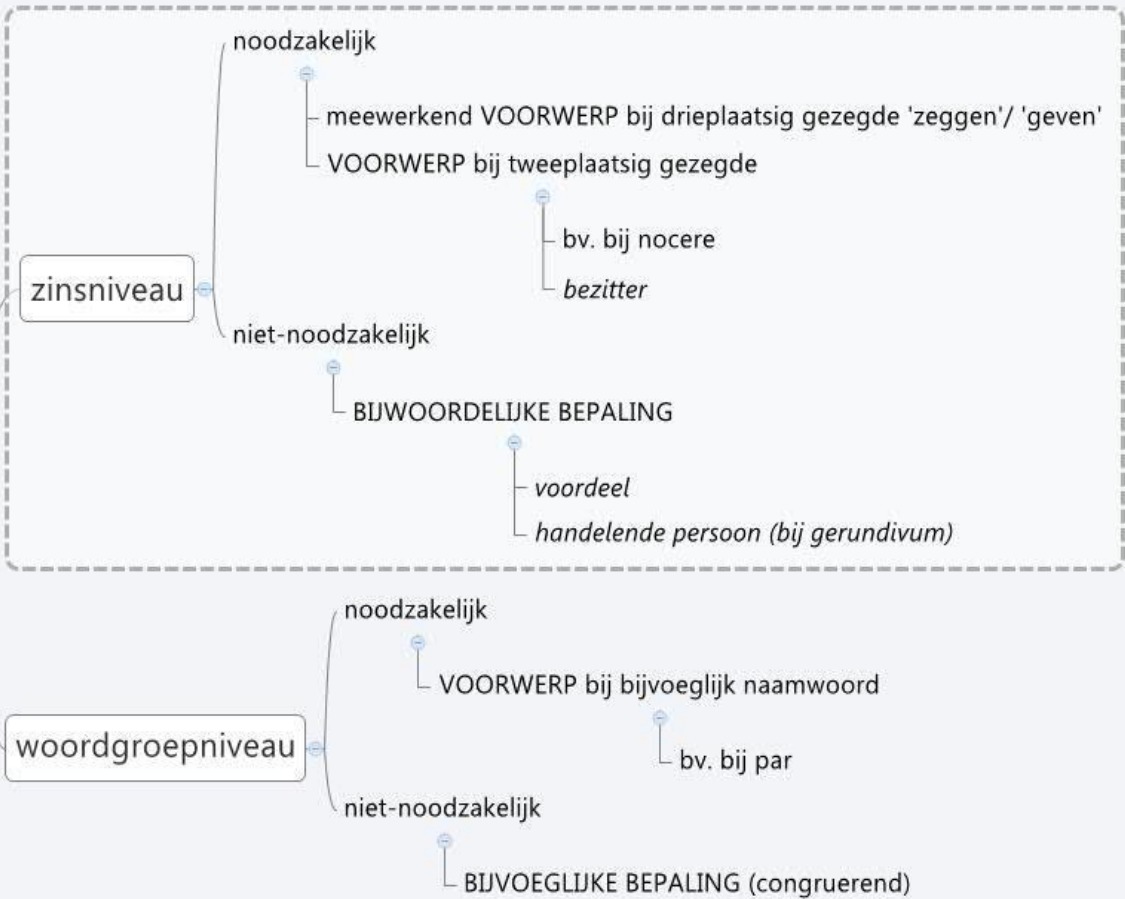 noodzakelijk
meewerkend VOORWERP bij drieplaatsig gezegde 'zeggen'/ 'geven'
VOORWERP bij tweeplaatsig gezegde
bv. bij nocere
bezitter
zinsniveau
niet-noodzakelijk
BIJWOORDELIJKE BEPALING
voordeel
handelende persoon (bij gerundivum)
noodzakelijk
VOORWERP bij bijvoeglijk naamwoord
bv. bij par
woordgroepniveau
niet-noodzakelijk
BIJVOEGLIJKE BEPALING (congruerend)